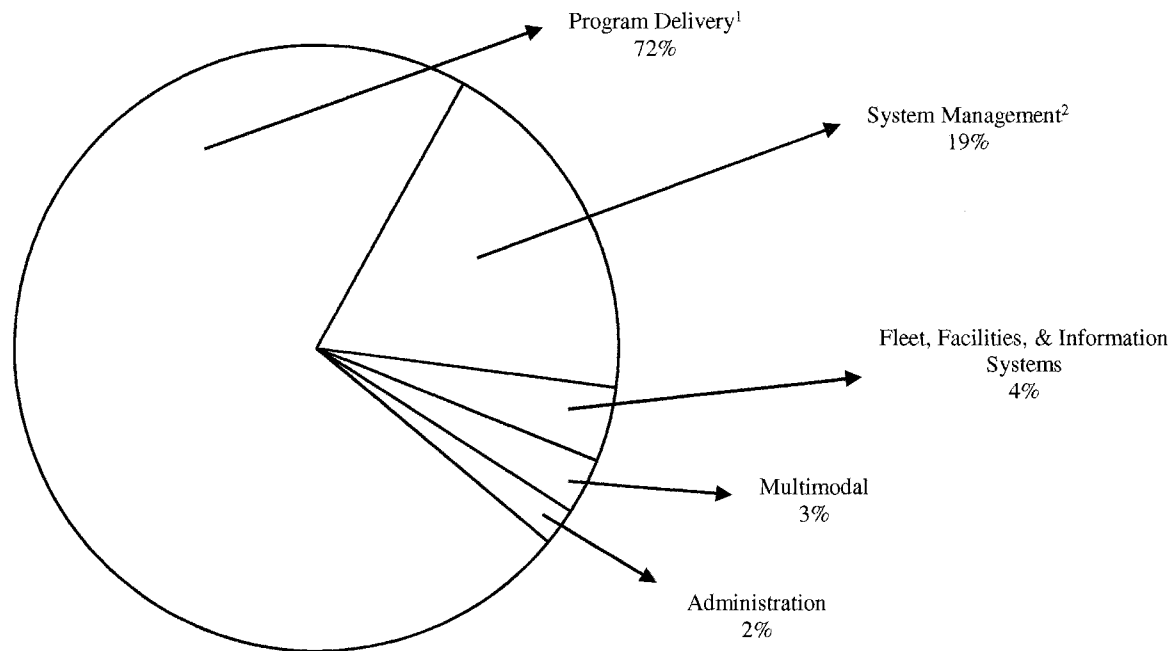 Program Delivery¹
72%
System Management²
19%
Fleet, Facilities, & Information
Systems
4%
Multimodal
3%
Administration
2%